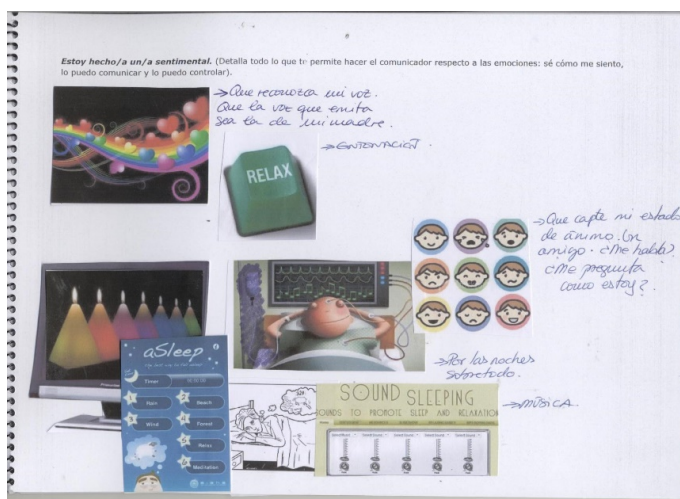 Estoy hecho/a un/a sentimental. (Detalla todo lo que te permite hacer el comunicador respecto a las emociones: sé cómo me siento,
lo puedo comunicar y lo puedo controlar).
→Que reconozca mi voz.
Que la voz que emita
sea la de mi madre.
RELAX
→ENTONACIÓN.
→Que capte mi estado
de ánimo. Un
amigo. ¿Me habla?
¿Me pregunta
como estoy?.
→Por las noches
sobretodo.
aSleep
Timer
Rain
Beach
Wind
Forest
Relax
Meditation
SOUND SLEEPING
SOUNDS TO PROMOTE SLEEP AND RELAXATION
→MÚSICA.